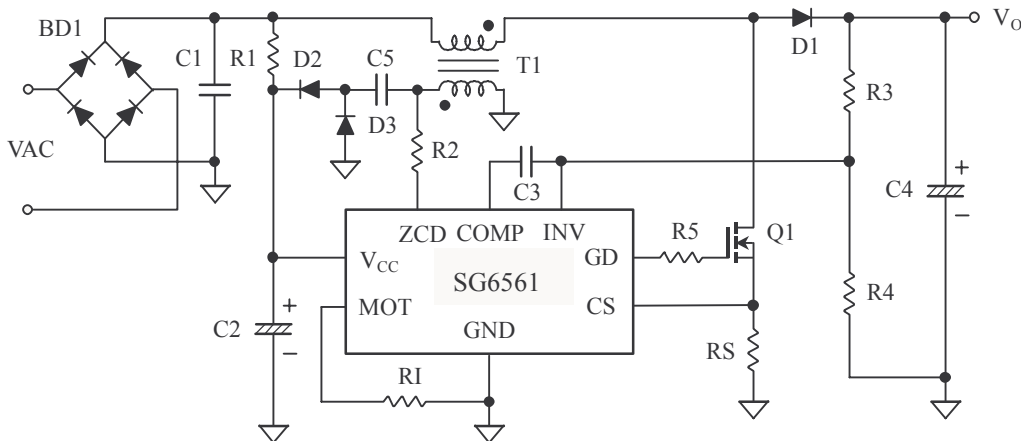 BD1
C1
R1
D2
C5
T1
D1
VO
D3
R2
C3
R3
VAC
C4
ZCD COMP INV
R5
Q1
VCC
GD
SG6561
MOT
CS
R4
C2
GND
RS
RI
+
−
+
−